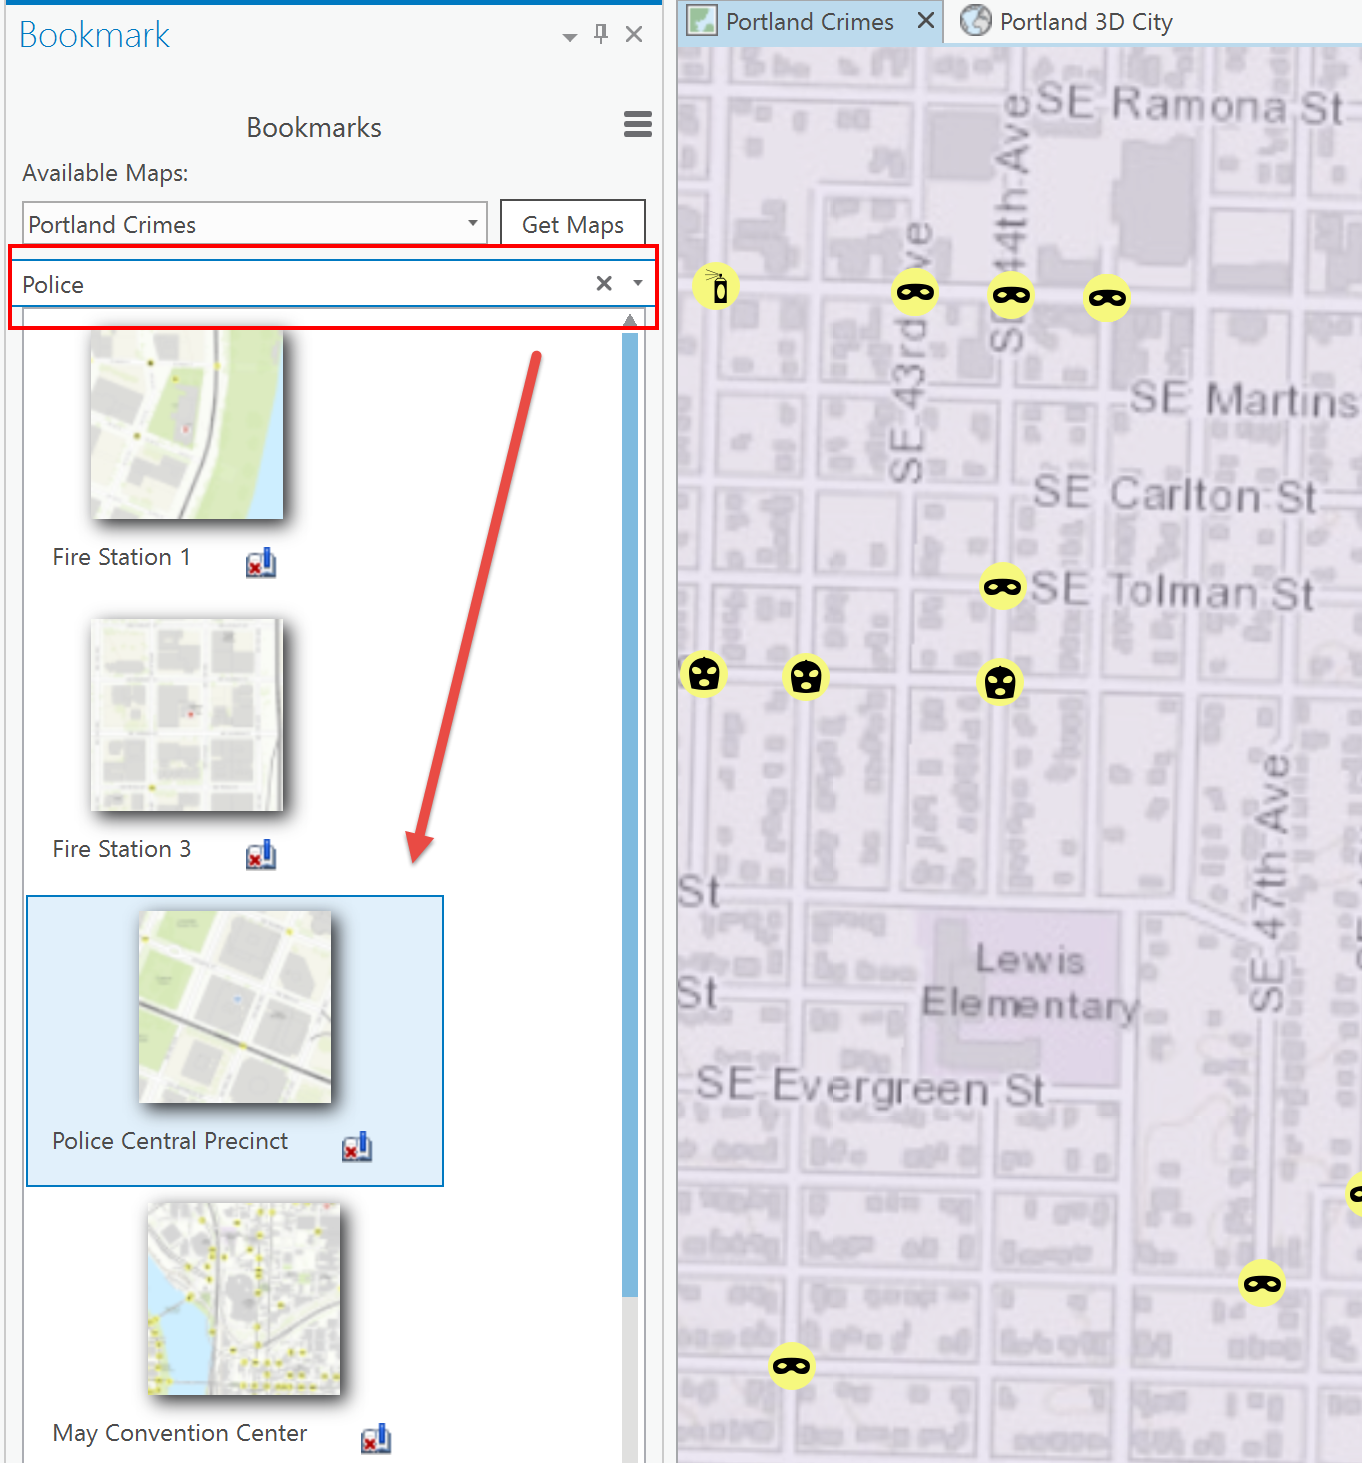 Bookmark
Bookmarks
Available Maps:
Portland Crimes
Get Maps
Police
Fire Station 1
Fire Station 3
Police Central Precinct
May Convention Center
Portland Crimes
Portland 3D City
SE Ramona St
SE 44th Ave
SE 43rd Ave
SE Martins
SE Carlton St
SE Tolman St
St
SE 47th Ave
Lewis
Elementary
St
SE Evergreen St